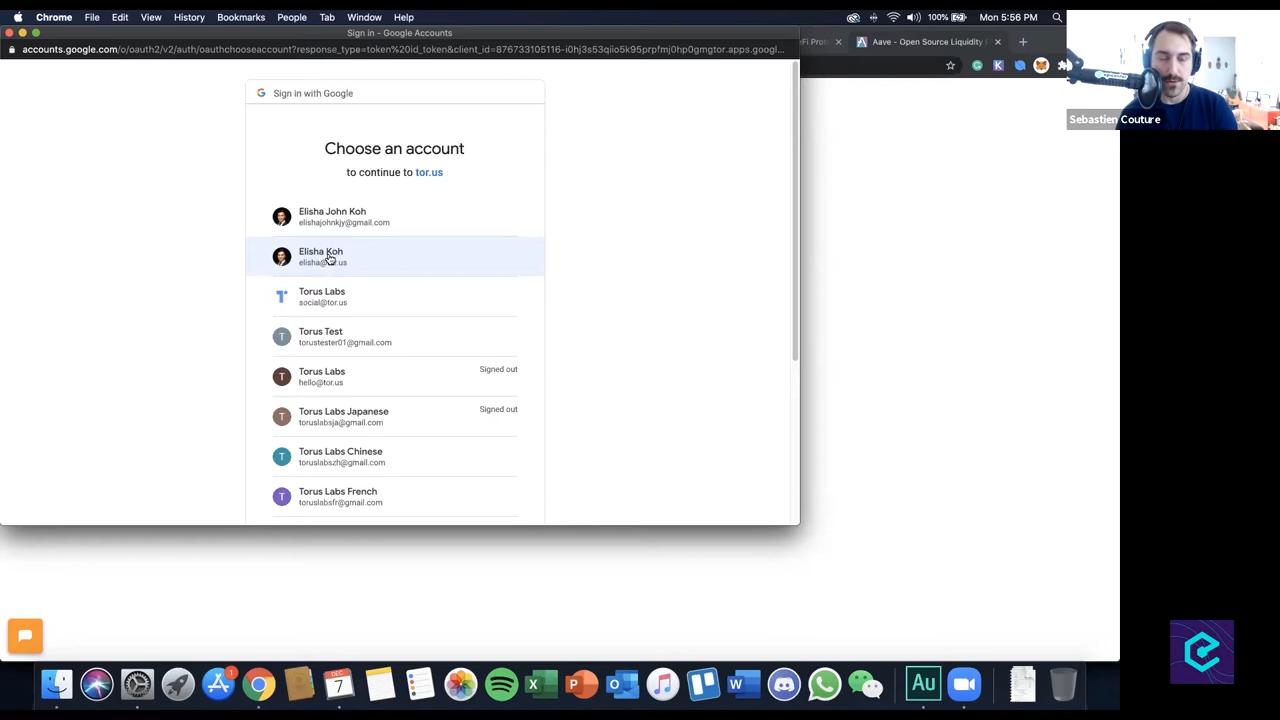 Chrome File Edit View History Bookmarks People Tab Window Help
100% Mon 5:56 PM
Sign in - Google Accounts
accounts.google.com/o/oauth2/v2/auth/oauthchooseaccount?response_type=token%20id_token&client_id=876733105116-i0hj3s53qiio5k95prpfmj0hp0gmgtor.apps.googl...
Aave - Open Source Liquidity
Sebastien Couture
G Sign in with Google
Choose an account
to continue to tor.us
Elisha John Koh
elishajohnkjy@gmail.com
Elisha Koh
Torus Labs
social@tor.us
T Torus Test
torustester01@gmail.com
T Torus Labs Signed out
hello@tor.us
T Torus Labs Japanese Signed out
toruslabsja@gmail.com
T Torus Labs Chinese
toruslabszh@gmail.com
T Torus Labs French
toruslabsfr@gmail.com
1
DEC
7
Au